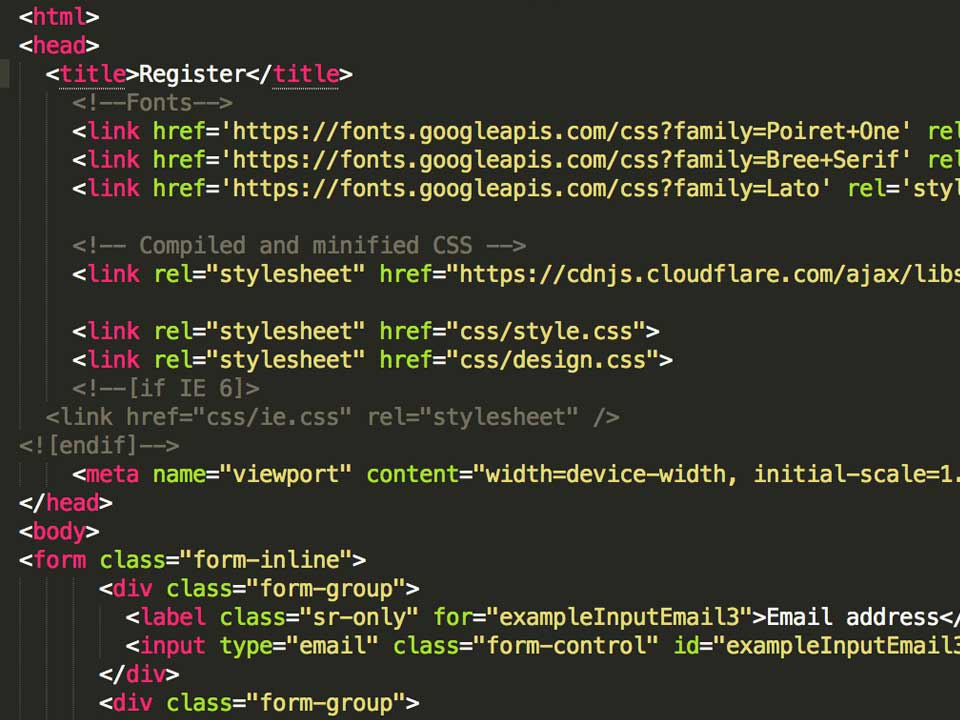 <html>
<head>
<title>Register</title>
<!--Fonts-->
<link href='https://fonts.googleapis.com/css?family=Poiret+One' rel
<link href='https://fonts.googleapis.com/css?family=Bree+Serif' rel
<link href='https://fonts.googleapis.com/css?family=Lato' rel='styl
<!-- Compiled and minified CSS -->
<link rel="stylesheet" href="https://cdnjs.cloudflare.com/ajax/libs
<link rel="stylesheet" href="css/style.css">
<link rel="stylesheet" href="css/design.css">
<!--[if IE 6]>
<link href="css/ie.css" rel="stylesheet" />
<![endif]-->
<meta name="viewport" content="width=device-width, initial-scale=1.
</head>
<body>
<form class="form-inline">
<div class="form-group">
<label class="sr-only" for="exampleInputEmail3">Email address</
<input type="email" class="form-control" id="exampleInputEmail3
</div>
<div class="form-group">